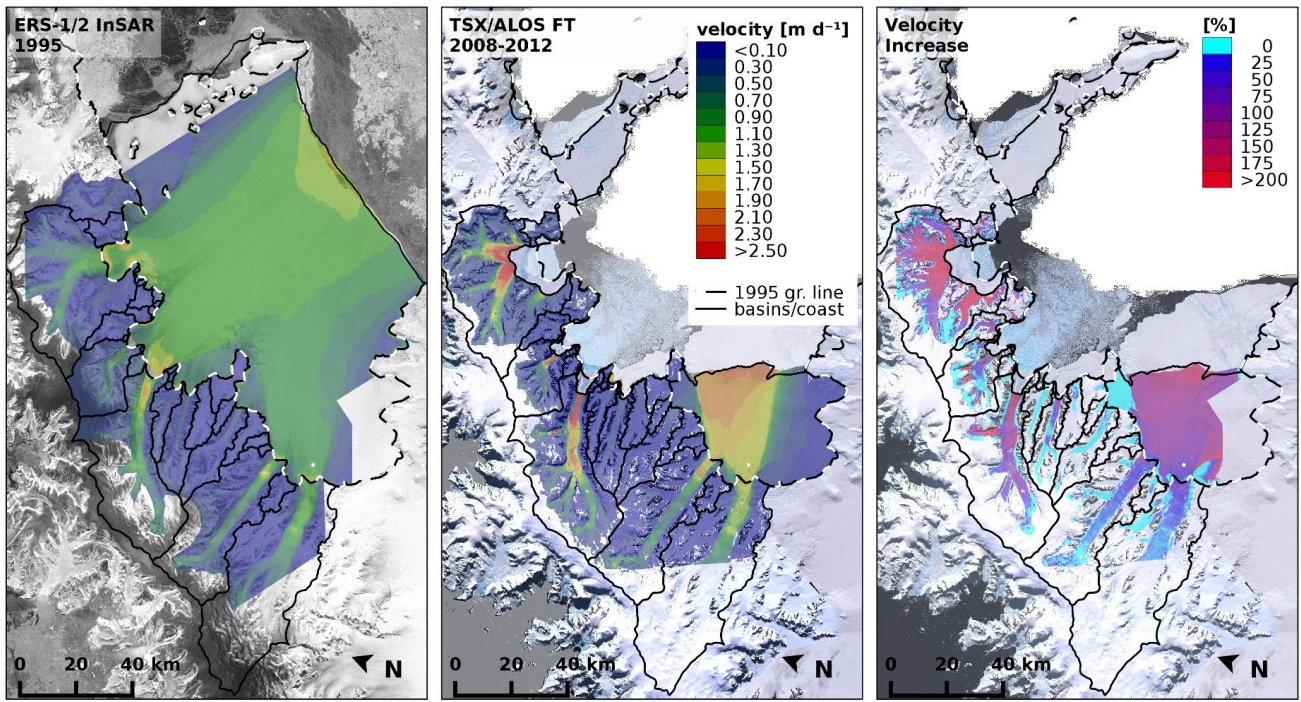 ERS-1/2 InSAR
1995
0 20 40 km
N
TSX/ALOS FT
2008-2012
velocity [m d⁻¹]
<0.10
0.30
0.50
0.70
0.90
1.10
1.30
1.50
1.70
1.90
2.10
2.30
>2.50
1995 gr. line
basins/coast
0 20 40 km
N
Velocity
Increase
[%]
0
25
50
75
100
125
150
175
>200
0 20 40 km
N